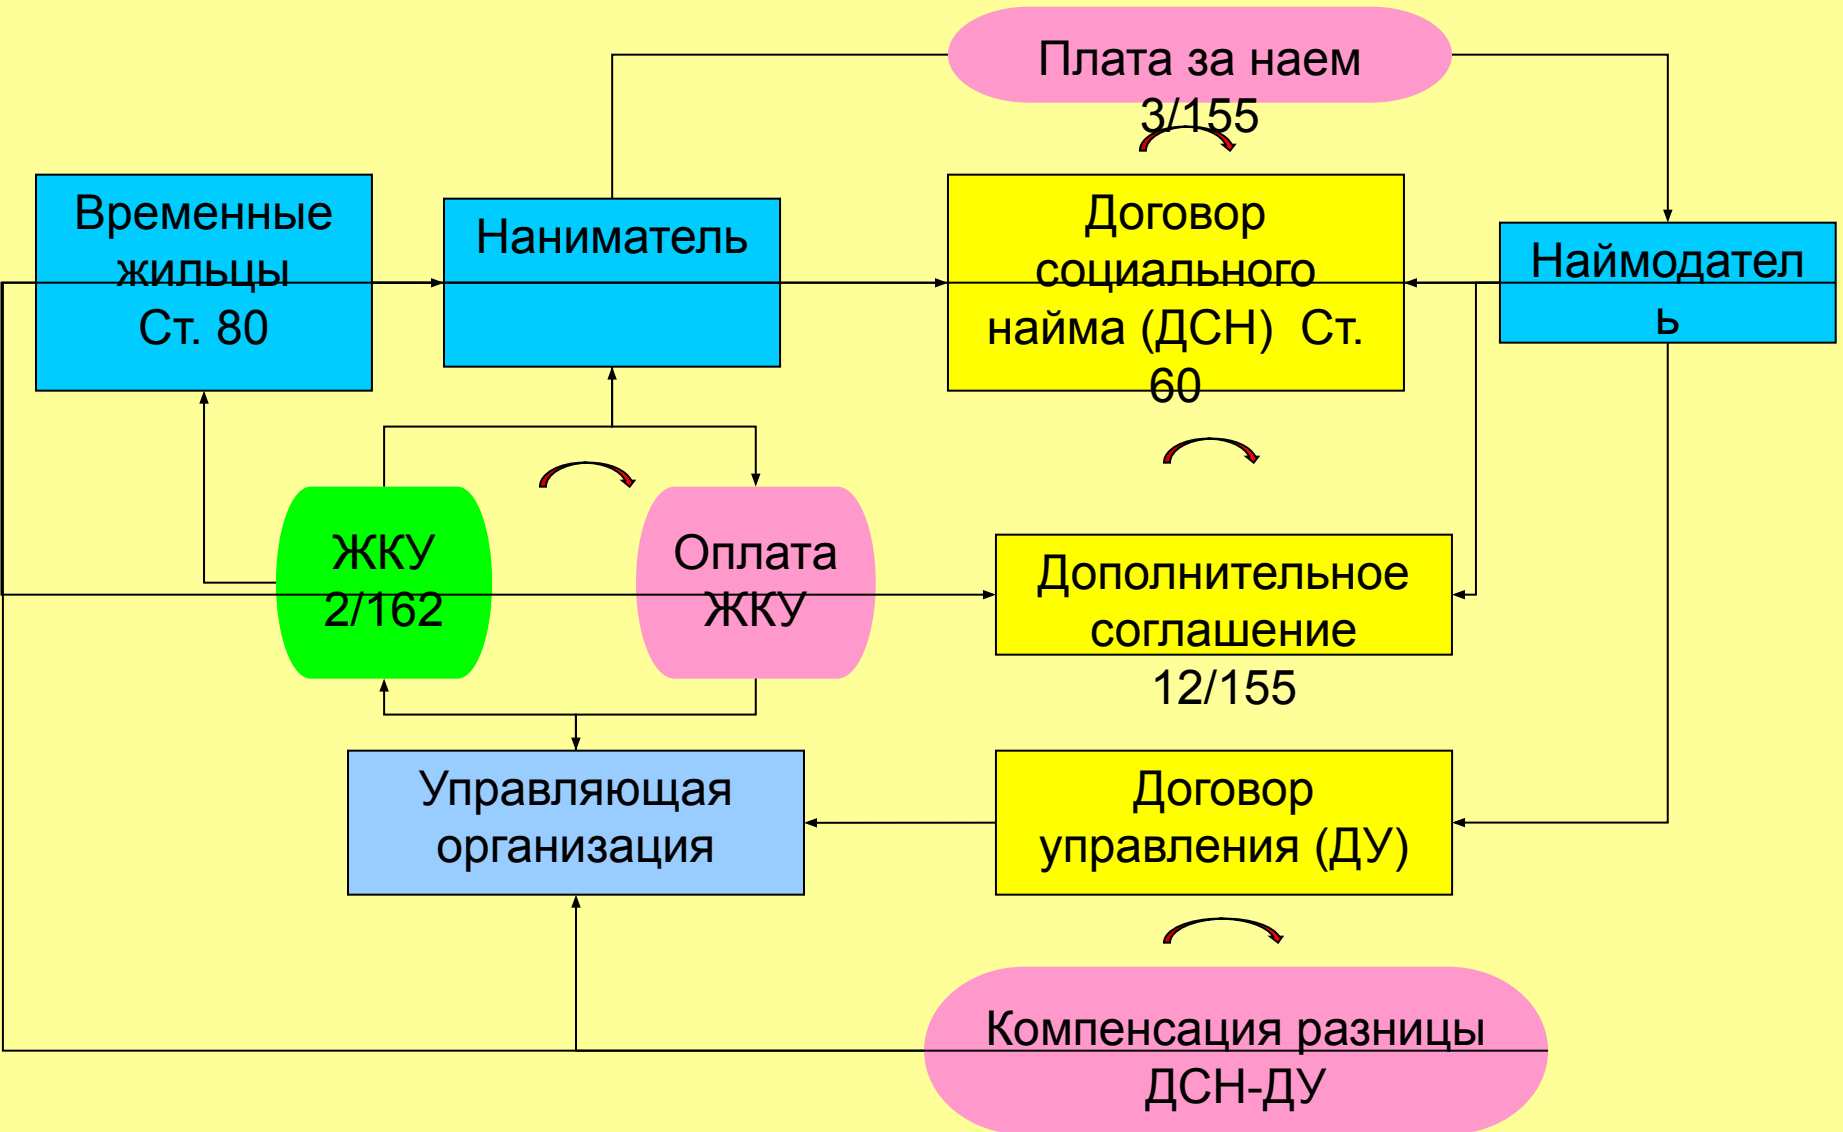 Плата за наем
3/155
Временные
жильцы
Ст. 80
Наниматель
Договор
социального
найма (ДСН) Ст.
60
Наймодател
ь
ЖКУ
2/162
Оплата
ЖКУ
Дополнительное
соглашение
12/155
Управляющая
организация
Договор
управления (ДУ)
Компенсация разницы
ДСН-ДУ